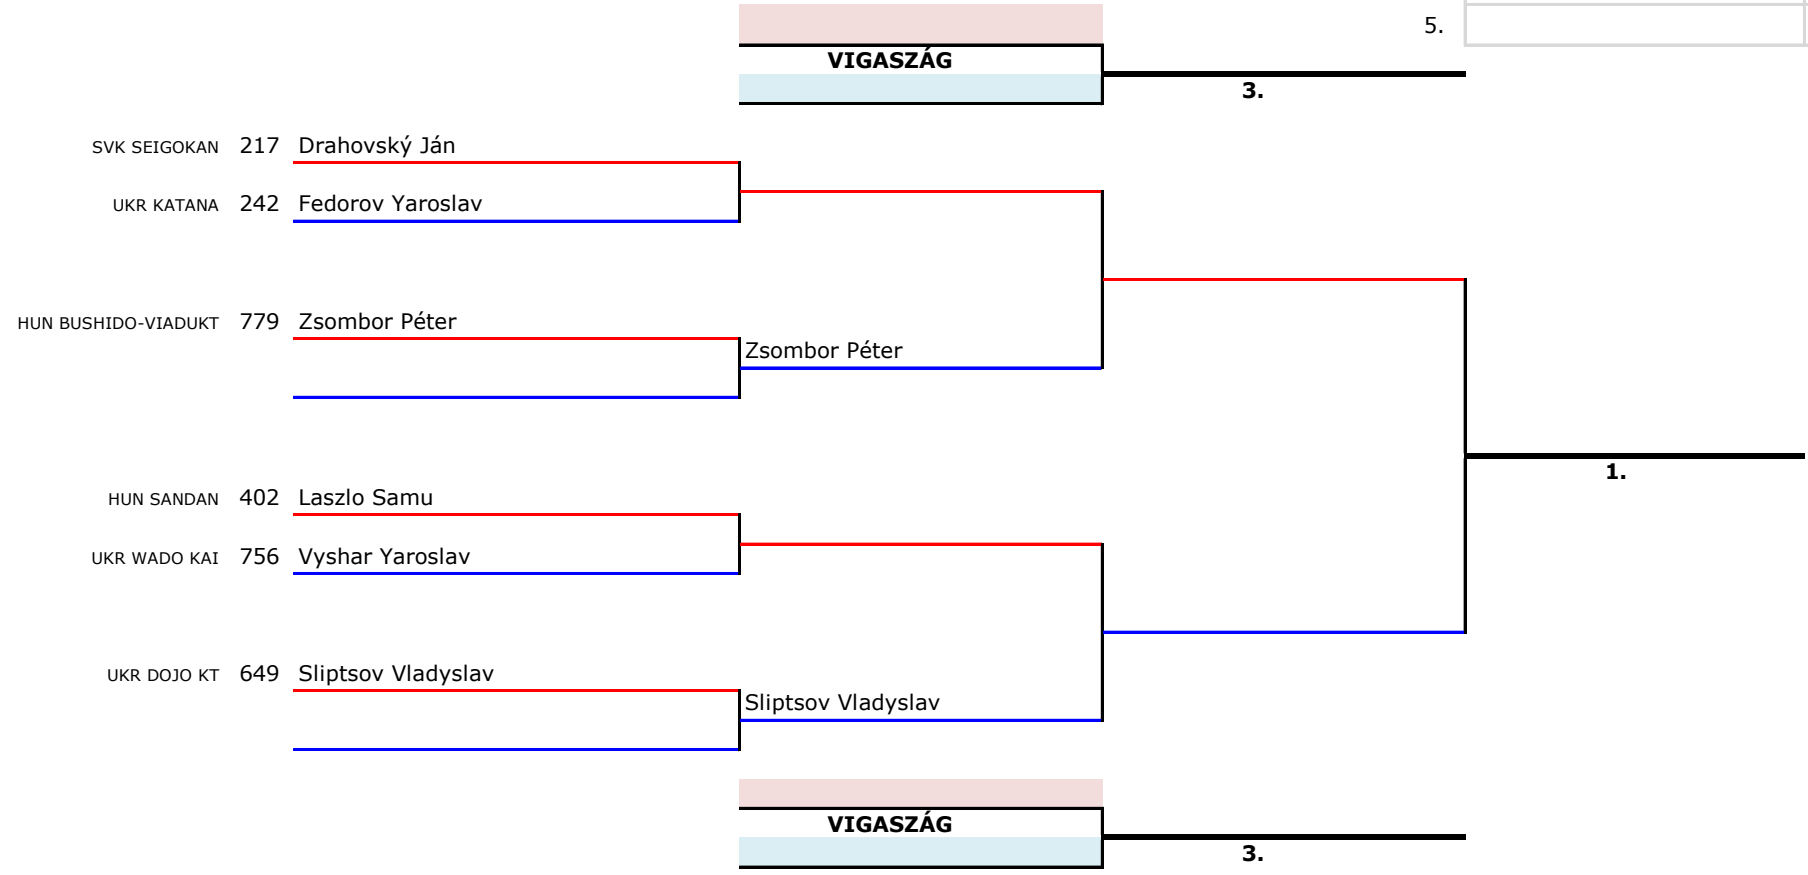 5.
VIGASZÁG
3.
SVK SEIGOKAN 217 Drahovský Ján
UKR KATANA 242 Fedorov Yaroslav
HUN BUSHIDO-VIADUKT 779 Zsombor Péter
Zsombor Péter
1.
HUN SANDAN 402 Laszlo Samu
UKR WADO KAI 756 Vyshar Yaroslav
UKR DOJO KT 649 Sliptsov Vladyslav
Sliptsov Vladyslav
VIGASZÁG
3.